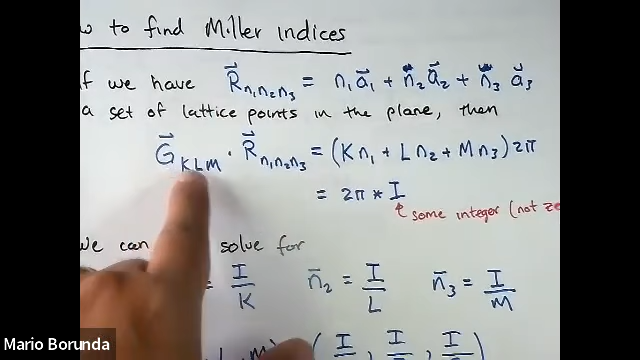 w to find Miller indices
if we have R⃗n₁n₂n₃ = n₁a⃗₁ + n₂a⃗₂ + n₃a⃗₃
a set of lattice points in the plane, then
G⃗KLM · R⃗n₁n₂n₃ = (Kn₁ + Ln₂ + Mn₃)2π
= 2π * I
some integer (not ze
we can solve for
= I/K n̄₂ = I/L n̄₃ = I/M
Mario Borunda